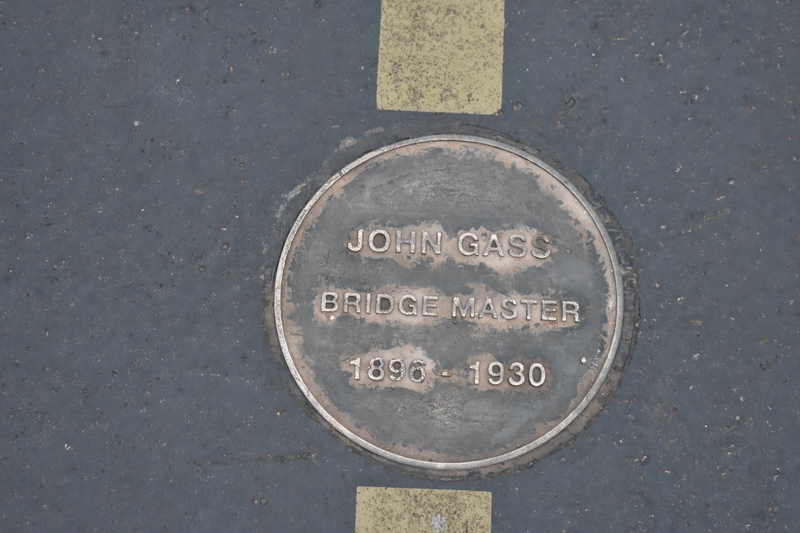 JOHN GASS
BRIDGE MASTER
1896 - 1930